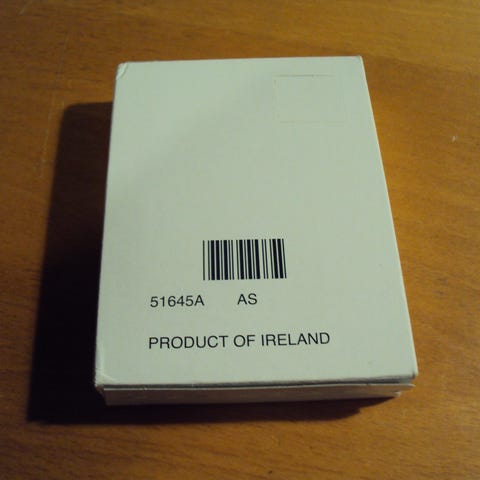 51645A AS
PRODUCT OF IRELAND